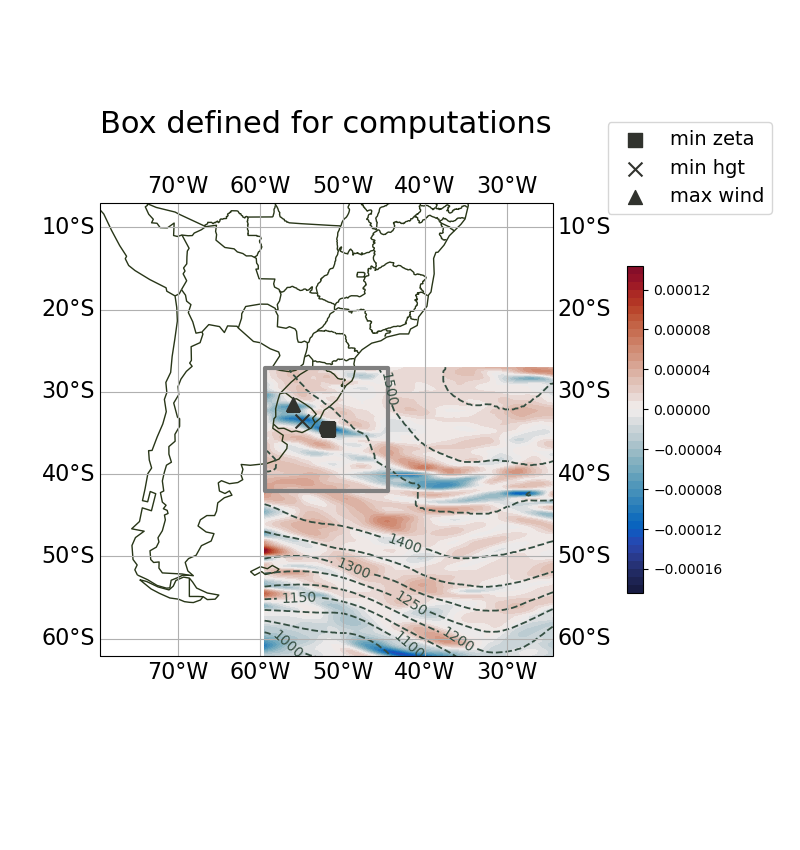 Box defined for computations
min zeta
min hgt
max wind
70°W 60°W 50°W 40°W 30°W
10°S 10°S
20°S 20°S
30°S 30°S
40°S 40°S
50°S 50°S
60°S 60°S
70°W 60°W 50°W 40°W 30°W
1500
1400
1300
1150
1250
1200
1000
1100
0.00012
0.00008
0.00004
0.00000
−0.00004
−0.00008
−0.00012
−0.00016